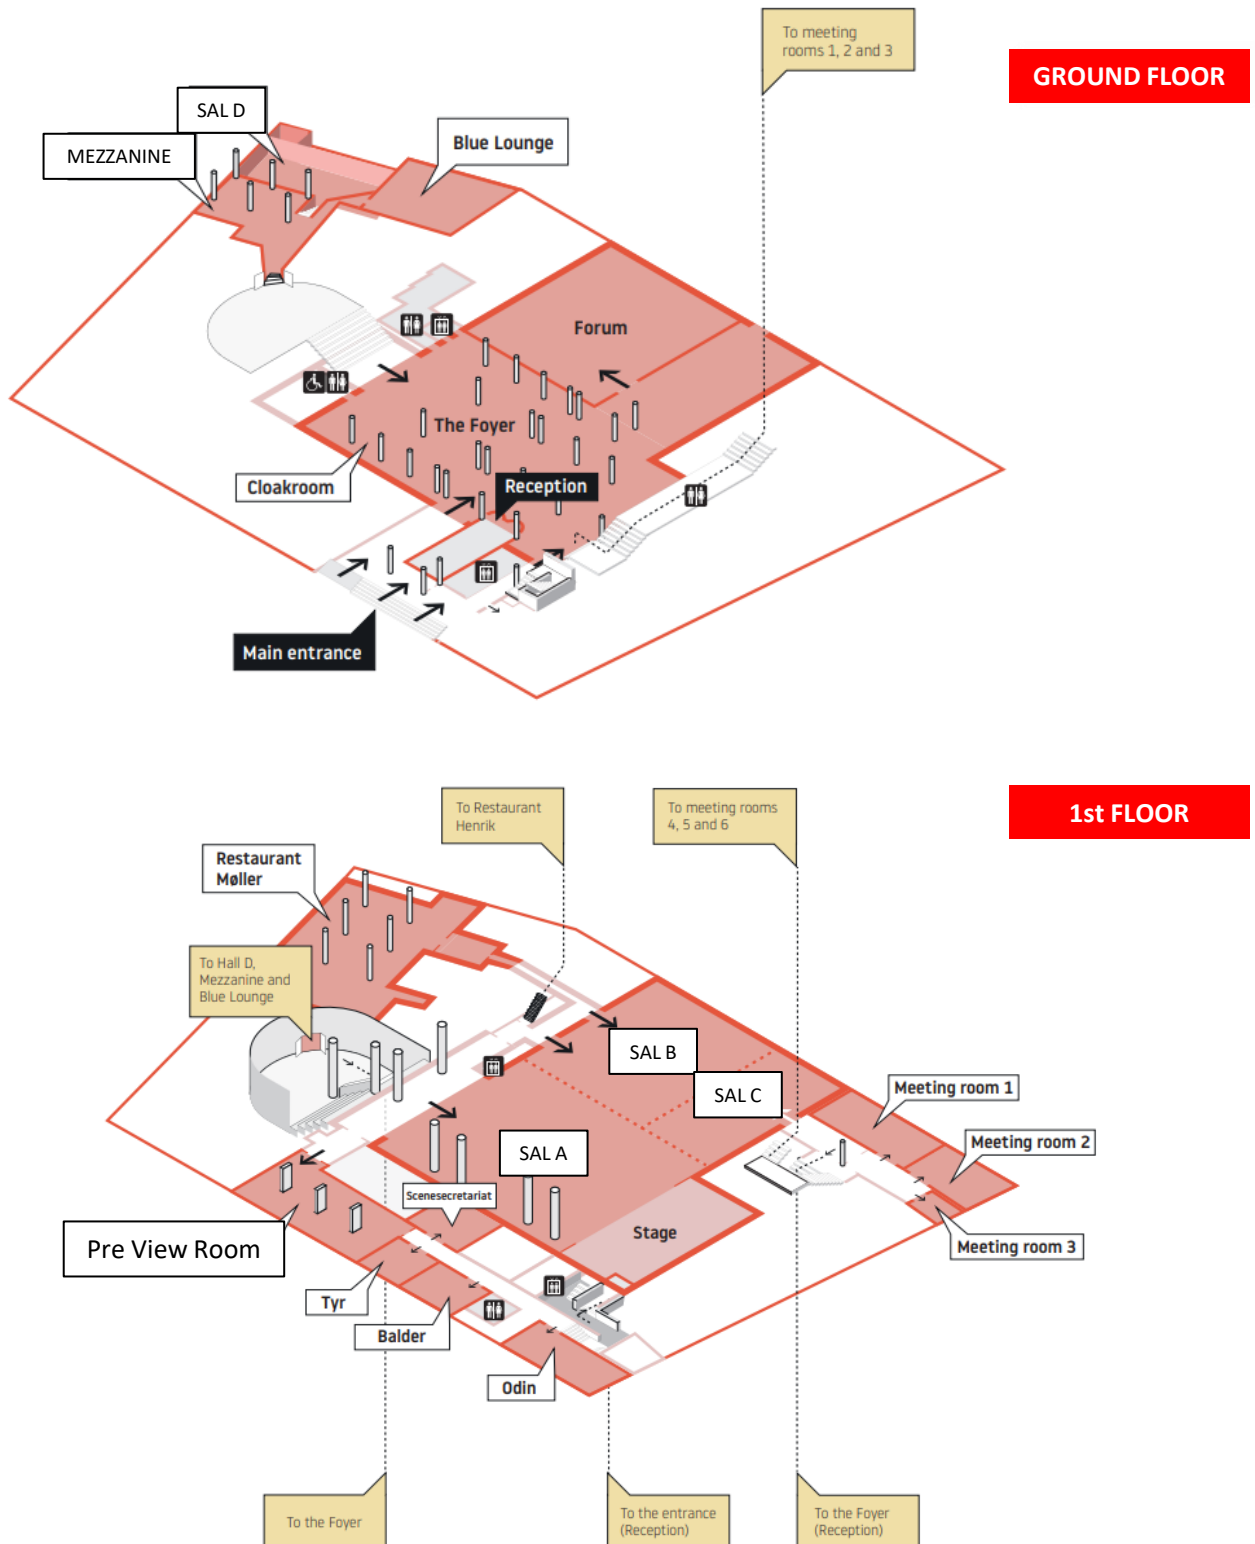 To meeting
rooms 1, 2 and 3
GROUND FLOOR
SAL D
MEZZANINE
Blue Lounge
Forum
The Foyer
Cloakroom
Reception
Main entrance
To Restaurant
Henrik
To meeting rooms
4, 5 and 6
1st FLOOR
Restaurant
Møller
To Hall D,
Mezzanine and
Blue Lounge
SAL B
SAL C
Meeting room 1
Meeting room 2
SAL A
Scenesecretariat
Stage
Meeting room 3
Pre View Room
Tyr
Balder
Odin
To the Foyer
To the entrance
(Reception)
To the Foyer
(Reception)